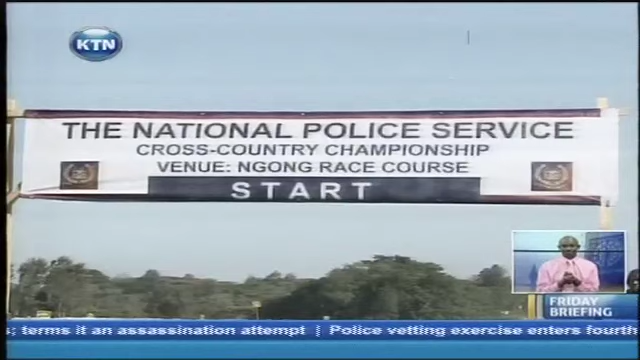 KTN
THE NATIONAL POLICE SERVICE
CROSS-COUNTRY CHAMPIONSHIP
VENUE: NGONG RACE COURSE
START
FRIDAY
BRIEFING
s; terms it an assassination attempt | Police vetting exercise enters fourth